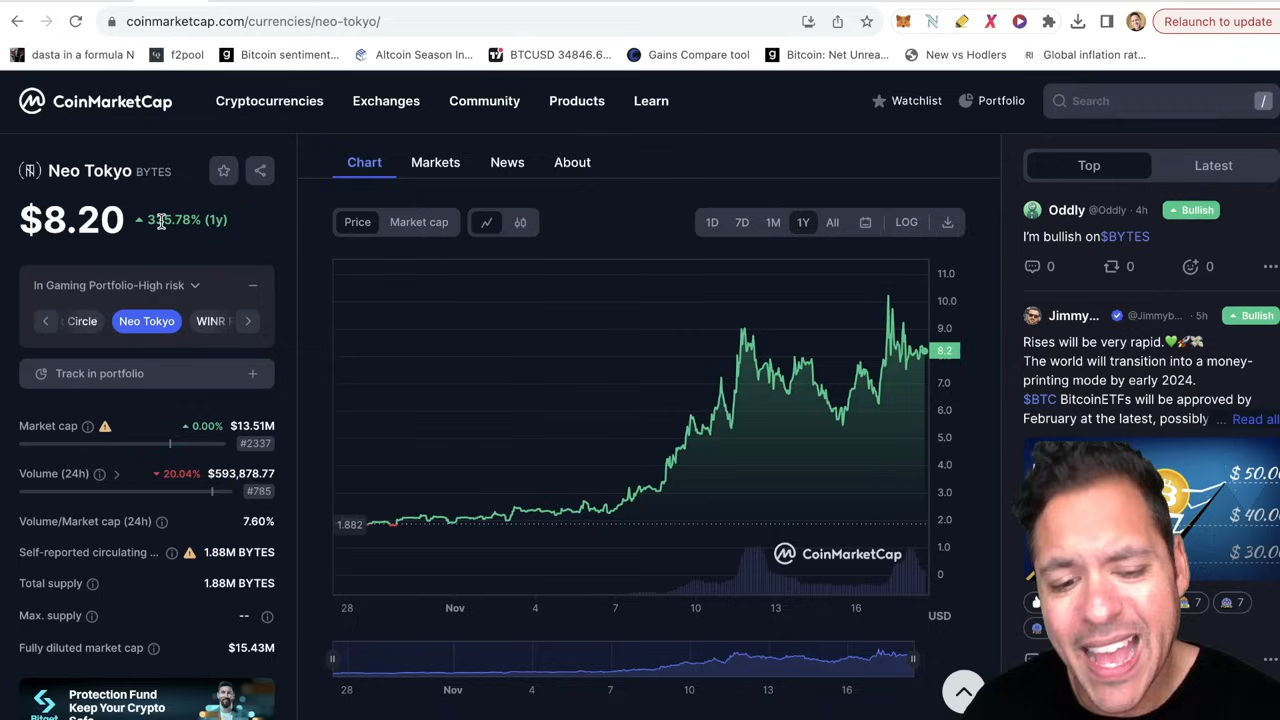 coinmarketcap.com/currencies/neo-tokyo/
Relaunch to update
dasta in a formula N
f2pool
Bitcoin sentiment...
Altcoin Season In...
BTCUSD 34846.6...
Gains Compare tool
Bitcoin: Net Unrea...
New vs Hodlers
RI Global inflation rat...
CoinMarketCap
Cryptocurrencies
Exchanges
Community
Products
Learn
Watchlist
Portfolio
Search
/
Neo Tokyo BYTES
$8.20
335.78% (1y)
In Gaming Portfolio-High risk
Circle
Neo Tokyo
WINR
Track in portfolio
Market cap
0.00% $13.51M
#2337
Volume (24h)
20.04% $593,878.77
#785
Volume/Market cap (24h)
7.60%
Self-reported circulating ...
1.88M BYTES
Total supply
1.88M BYTES
Max. supply
--
Fully diluted market cap
$15.43M
Protection Fund
Keep Your Crypto
Bitget
Chart
Markets
News
About
Price
Market cap
1D
7D
1M
1Y
All
LOG
11.0
10.0
9.0
8.2
7.0
6.0
5.0
4.0
3.0
2.0
1.0
0
1.882
CoinMarketCap
28
Nov
4
7
10
13
16
USD
28
Nov
4
7
10
13
16
Top
Latest
Oddly @Oddly · 4h
Bullish
I'm bullish on$BYTES
0
0
0
Jimmy... @Jimmyb... · 5h
Bullish
Rises will be very rapid.💚🚀💸
The world will transition into a money-
printing mode by early 2024.
$BTC BitcoinETFs will be approved by
February at the latest, possibly ... Read all
$50.00
$40.00
$30.00
7
7